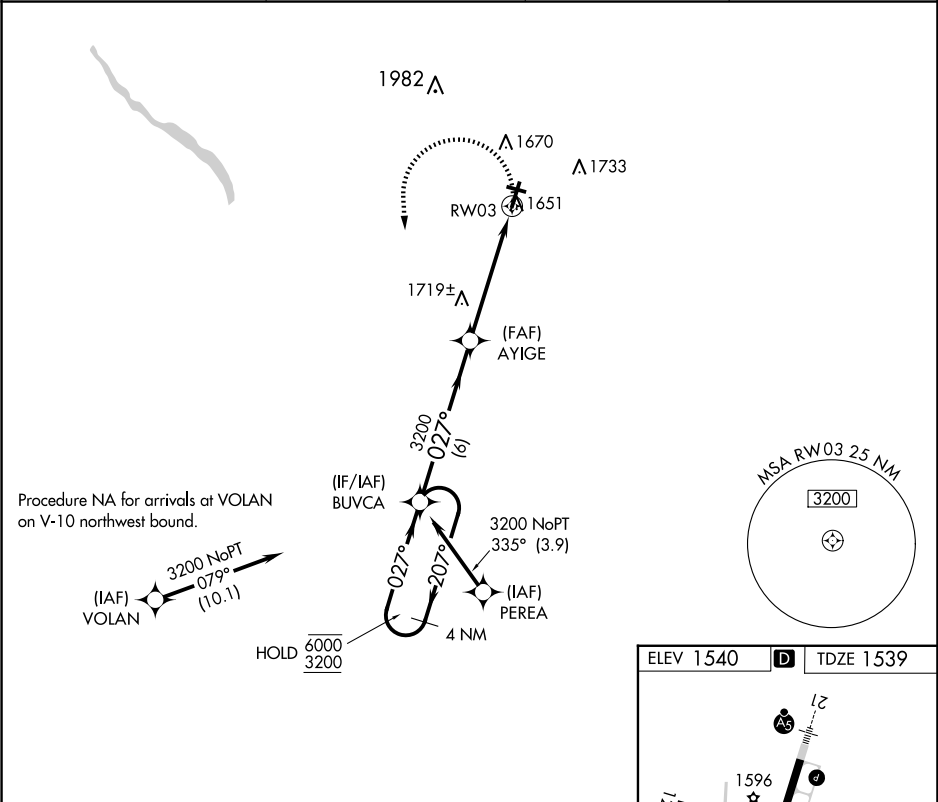 1982
1670
1733
RW03
1651
1719±
(FAF)
AYIGE
3200
027°
(6)
(IF/IAF)
BUVCA
MSA RW03 25 NM
3200
Procedure NA for arrivals at VOLAN
on V-10 northwest bound.
3200 NoPT
335° (3.9)
3200 NoPT
079°
(10.1)
(IAF)
VOLAN
027°
207°
(IAF)
PEREA
4 NM
HOLD 6000
3200
ELEV 1540 D TDZE 1539
21
A5
1596
P